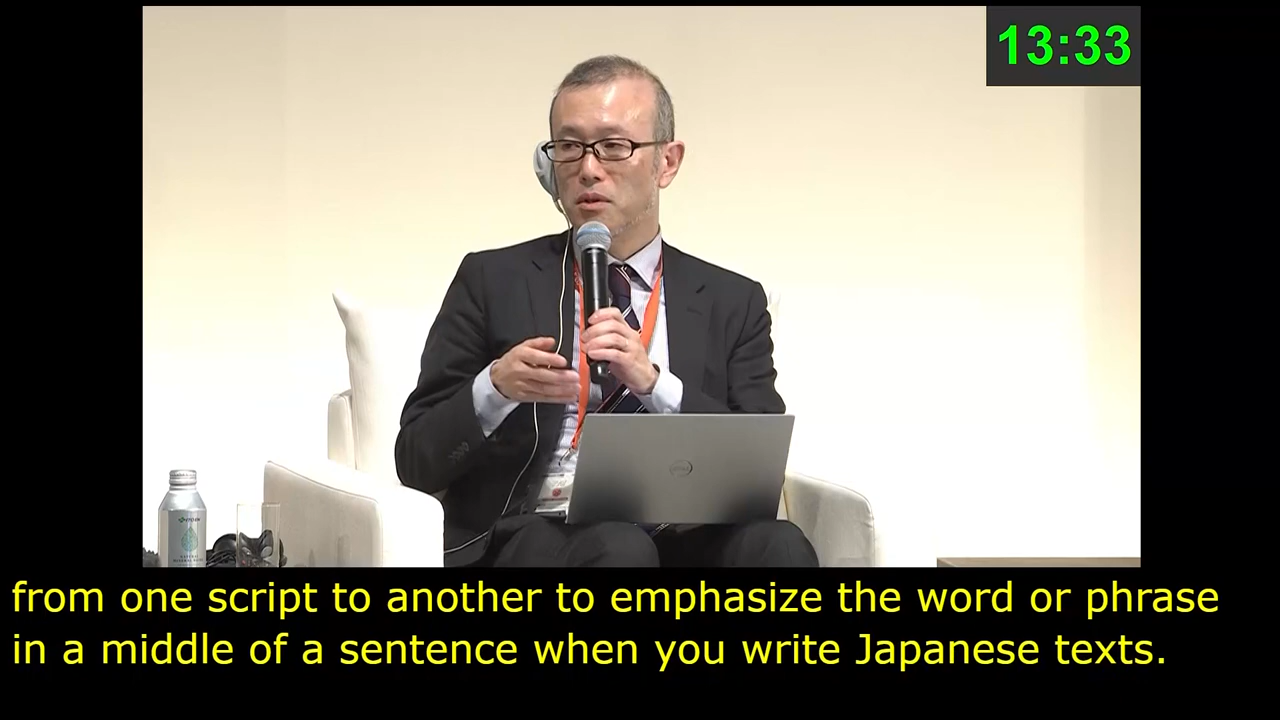 13:33
DELL
from one script to another to emphasize the word or phrase
in a middle of a sentence when you write Japanese texts.